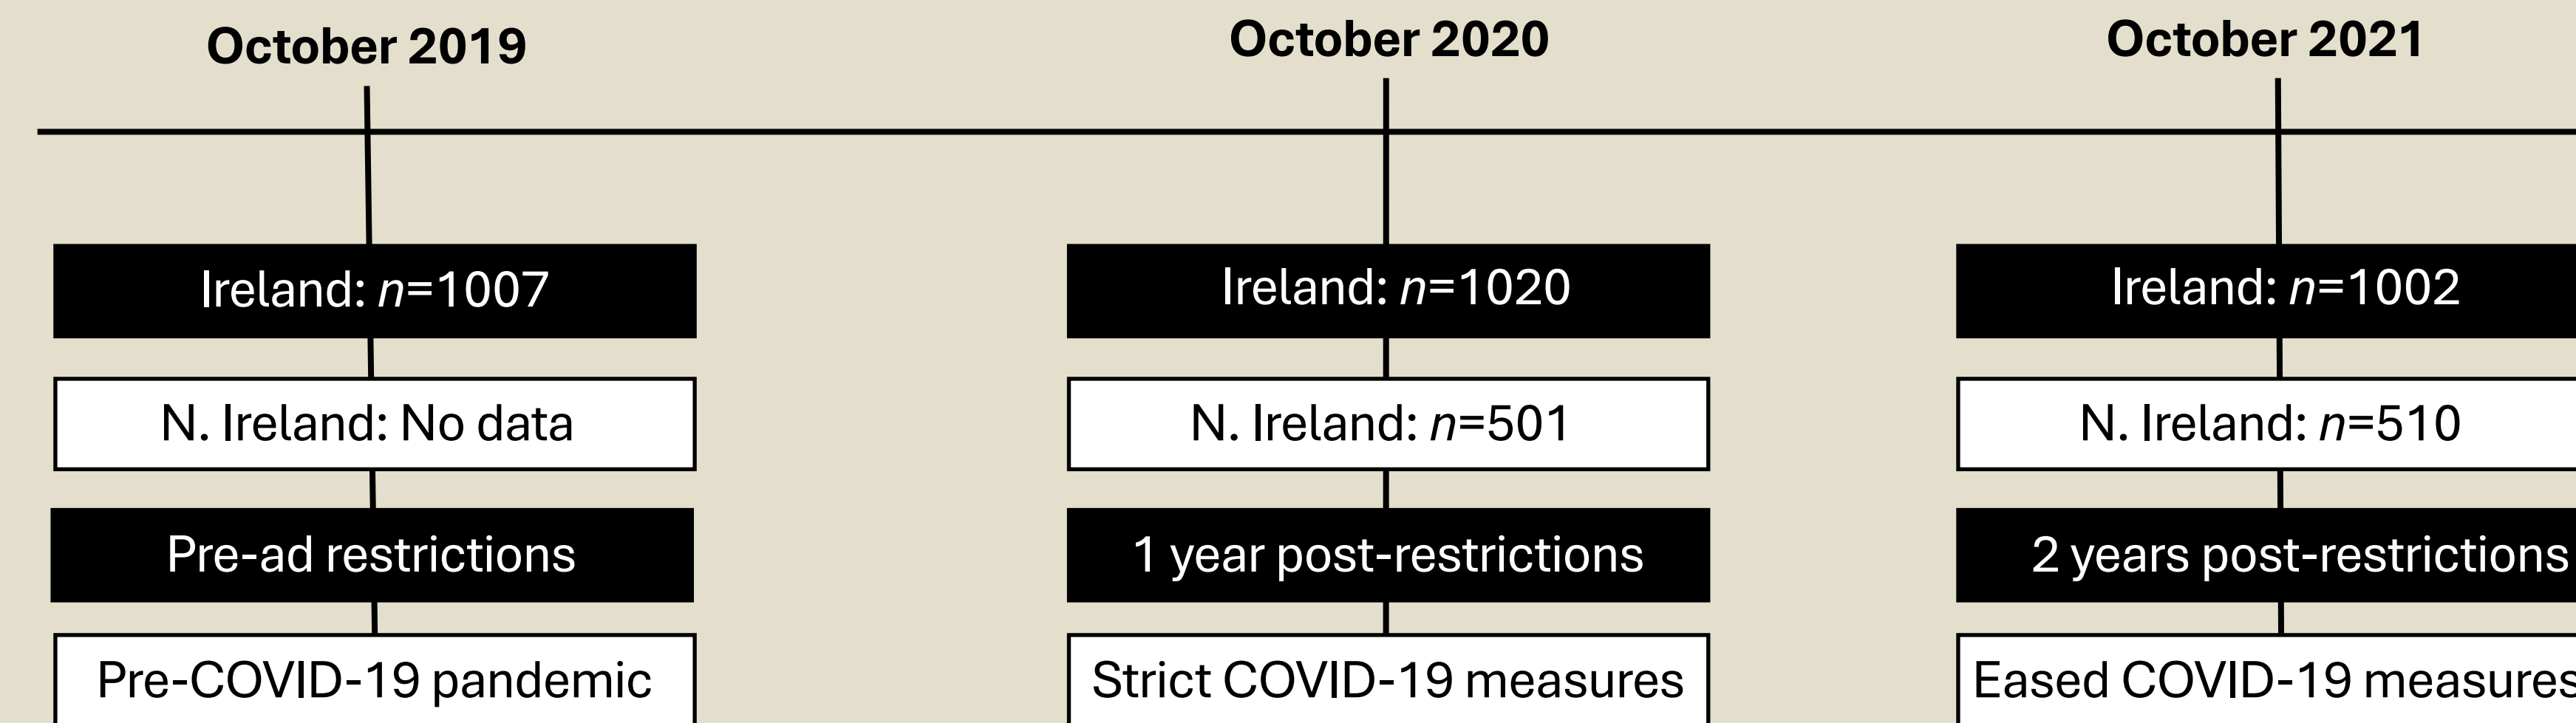 October 2019
October 2020
October 2021
Ireland: n=1007
Ireland: n=1020
Ireland: n=1002
N. Ireland: No data
N. Ireland: n=501
N. Ireland: n=510
Pre-ad restrictions
1 year post-restrictions
2 years post-restrictions
Pre-COVID-19 pandemic
Strict COVID-19 measures
Eased COVID-19 measures